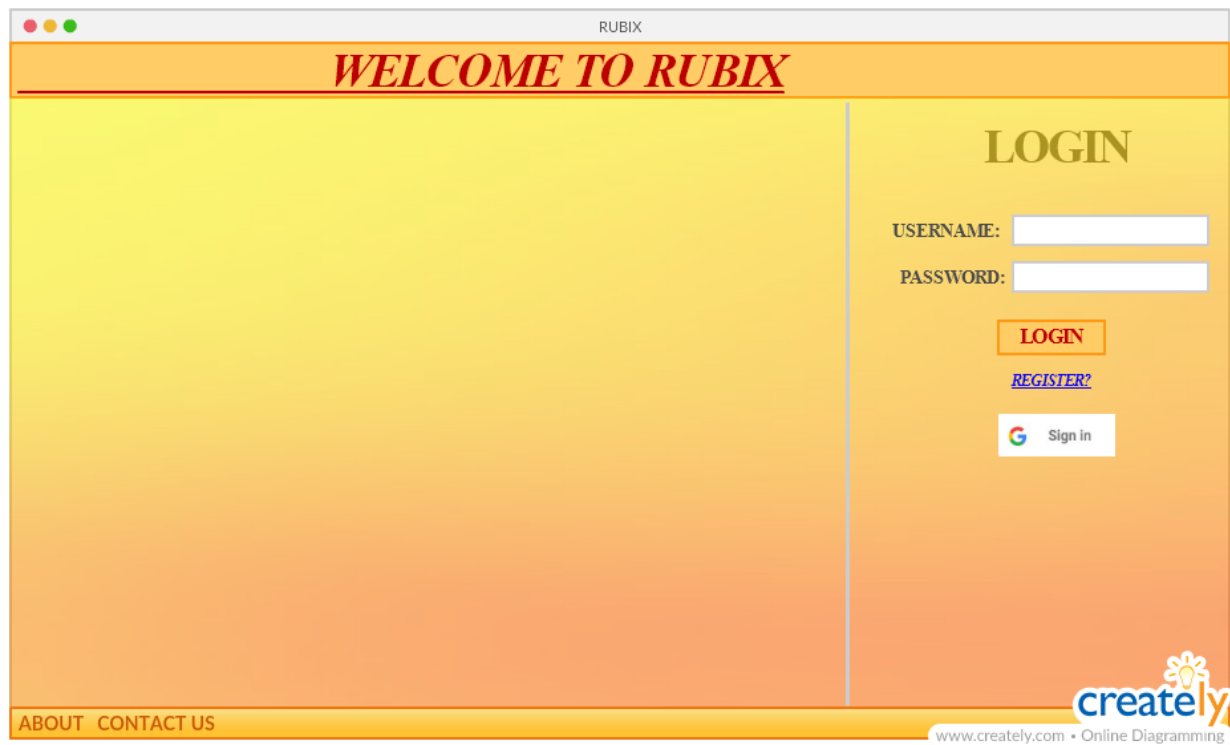 RUBIX
WELCOME TO RUBIX
LOGIN
USERNAME:
PASSWORD:
LOGIN
REGISTER?
G Sign in
ABOUT CONTACT US
creately
www.creately.com • Online Diagramming